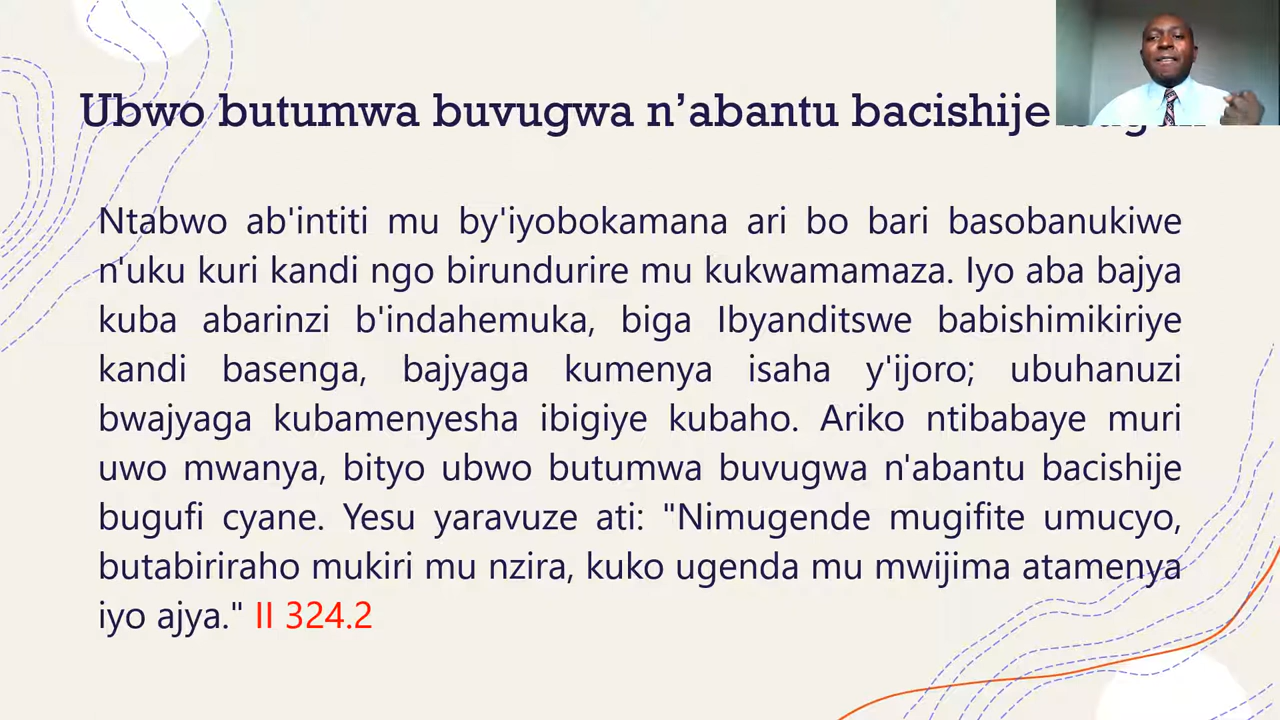 Ubwo butumwa buvugwa n’abantu bacishije
Ntabwo ab'intiti mu by'iyobokamana ari bo bari basobanukiwe
n'uku kuri kandi ngo birundurire mu kukwamamaza. Iyo aba bajya
kuba abarinzi b'indahemuka, biga Ibyanditswe babishimikiriye
kandi basenga, bajyaga kumenya isaha y'ijoro; ubuhanuzi
bwajyaga kubamenyesha ibigiye kubaho. Ariko ntibabaye muri
uwo mwanya, bityo ubwo butumwa buvugwa n'abantu bacishije
bugufi cyane. Yesu yaravuze ati: "Nimugende mugifite umucyo,
butabiriraho mukiri mu nzira, kuko ugenda mu mwijima atamenya
iyo ajya." II 324.2